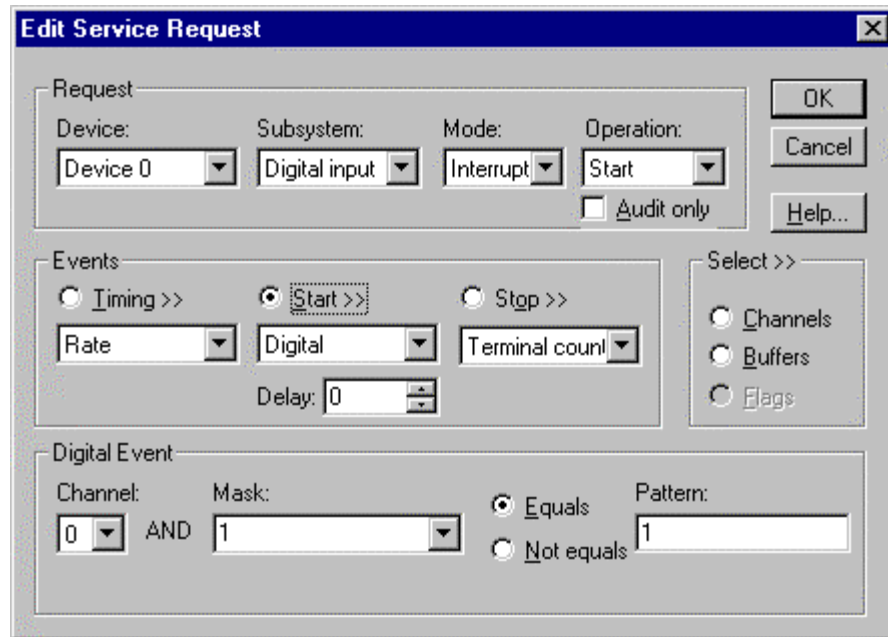 Edit Service Request
Request
OK
Device: Subsystem: Mode: Operation:
Device 0 Digital input Interrupt Start
Cancel
Audit only
Help...
Events
Select >>
Timing >> Start >> Stop >>
Channels
Rate Digital Terminal count
Buffers
Delay: 0
Flags
Digital Event
Channel: Mask: Pattern:
Equals
0 AND 1 1
Not equals